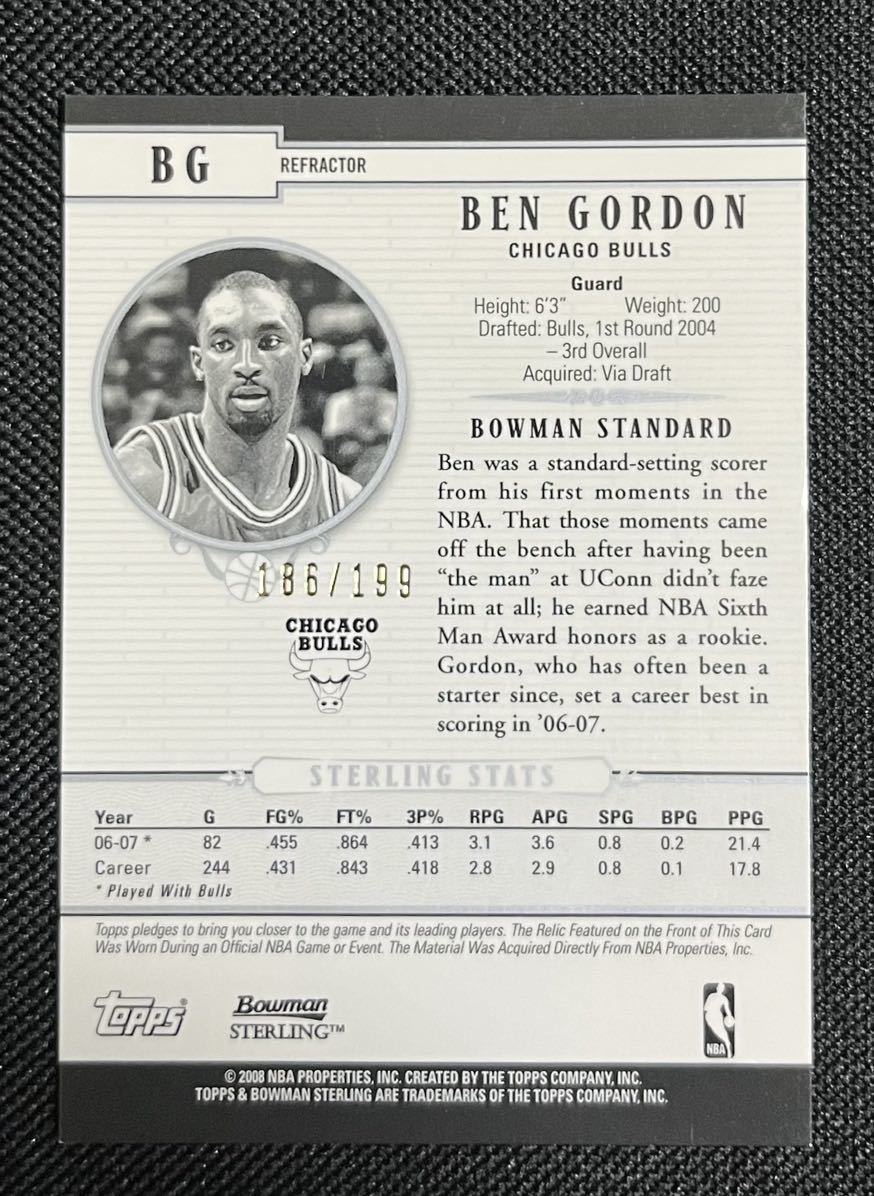 BG
REFRACTOR
BEN GORDON
CHICAGO BULLS
Guard
Height: 6'3" Weight: 200
Drafted: Bulls, 1st Round 2004
– 3rd Overall
Acquired: Via Draft
BOWMAN STANDARD
Ben was a standard-setting scorer
from his first moments in the
NBA. That those moments came
off the bench after having been
“the man” at UConn didn’t faze
him at all; he earned NBA Sixth
Man Award honors as a rookie.
Gordon, who has often been a
starter since, set a career best in
scoring in ’06-07.
186/199
CHICAGO
BULLS
STERLING STATS
Year G FG% FT% 3P% RPG APG SPG BPG PPG
06-07 * 82 .455 .864 .413 3.1 3.6 0.8 0.2 21.4
Career 244 .431 .843 .418 2.8 2.9 0.8 0.1 17.8
* Played With Bulls
Topps pledges to bring you closer to the game and its leading players. The Relic Featured on the Front of This Card
Was Worn During an Official NBA Game or Event. The Material Was Acquired Directly From NBA Properties, Inc.
Topps®
Bowman
STERLING™
NBA
© 2008 NBA PROPERTIES, INC. CREATED BY THE TOPPS COMPANY, INC.
TOPPS & BOWMAN STERLING ARE TRADEMARKS OF THE TOPPS COMPANY, INC.